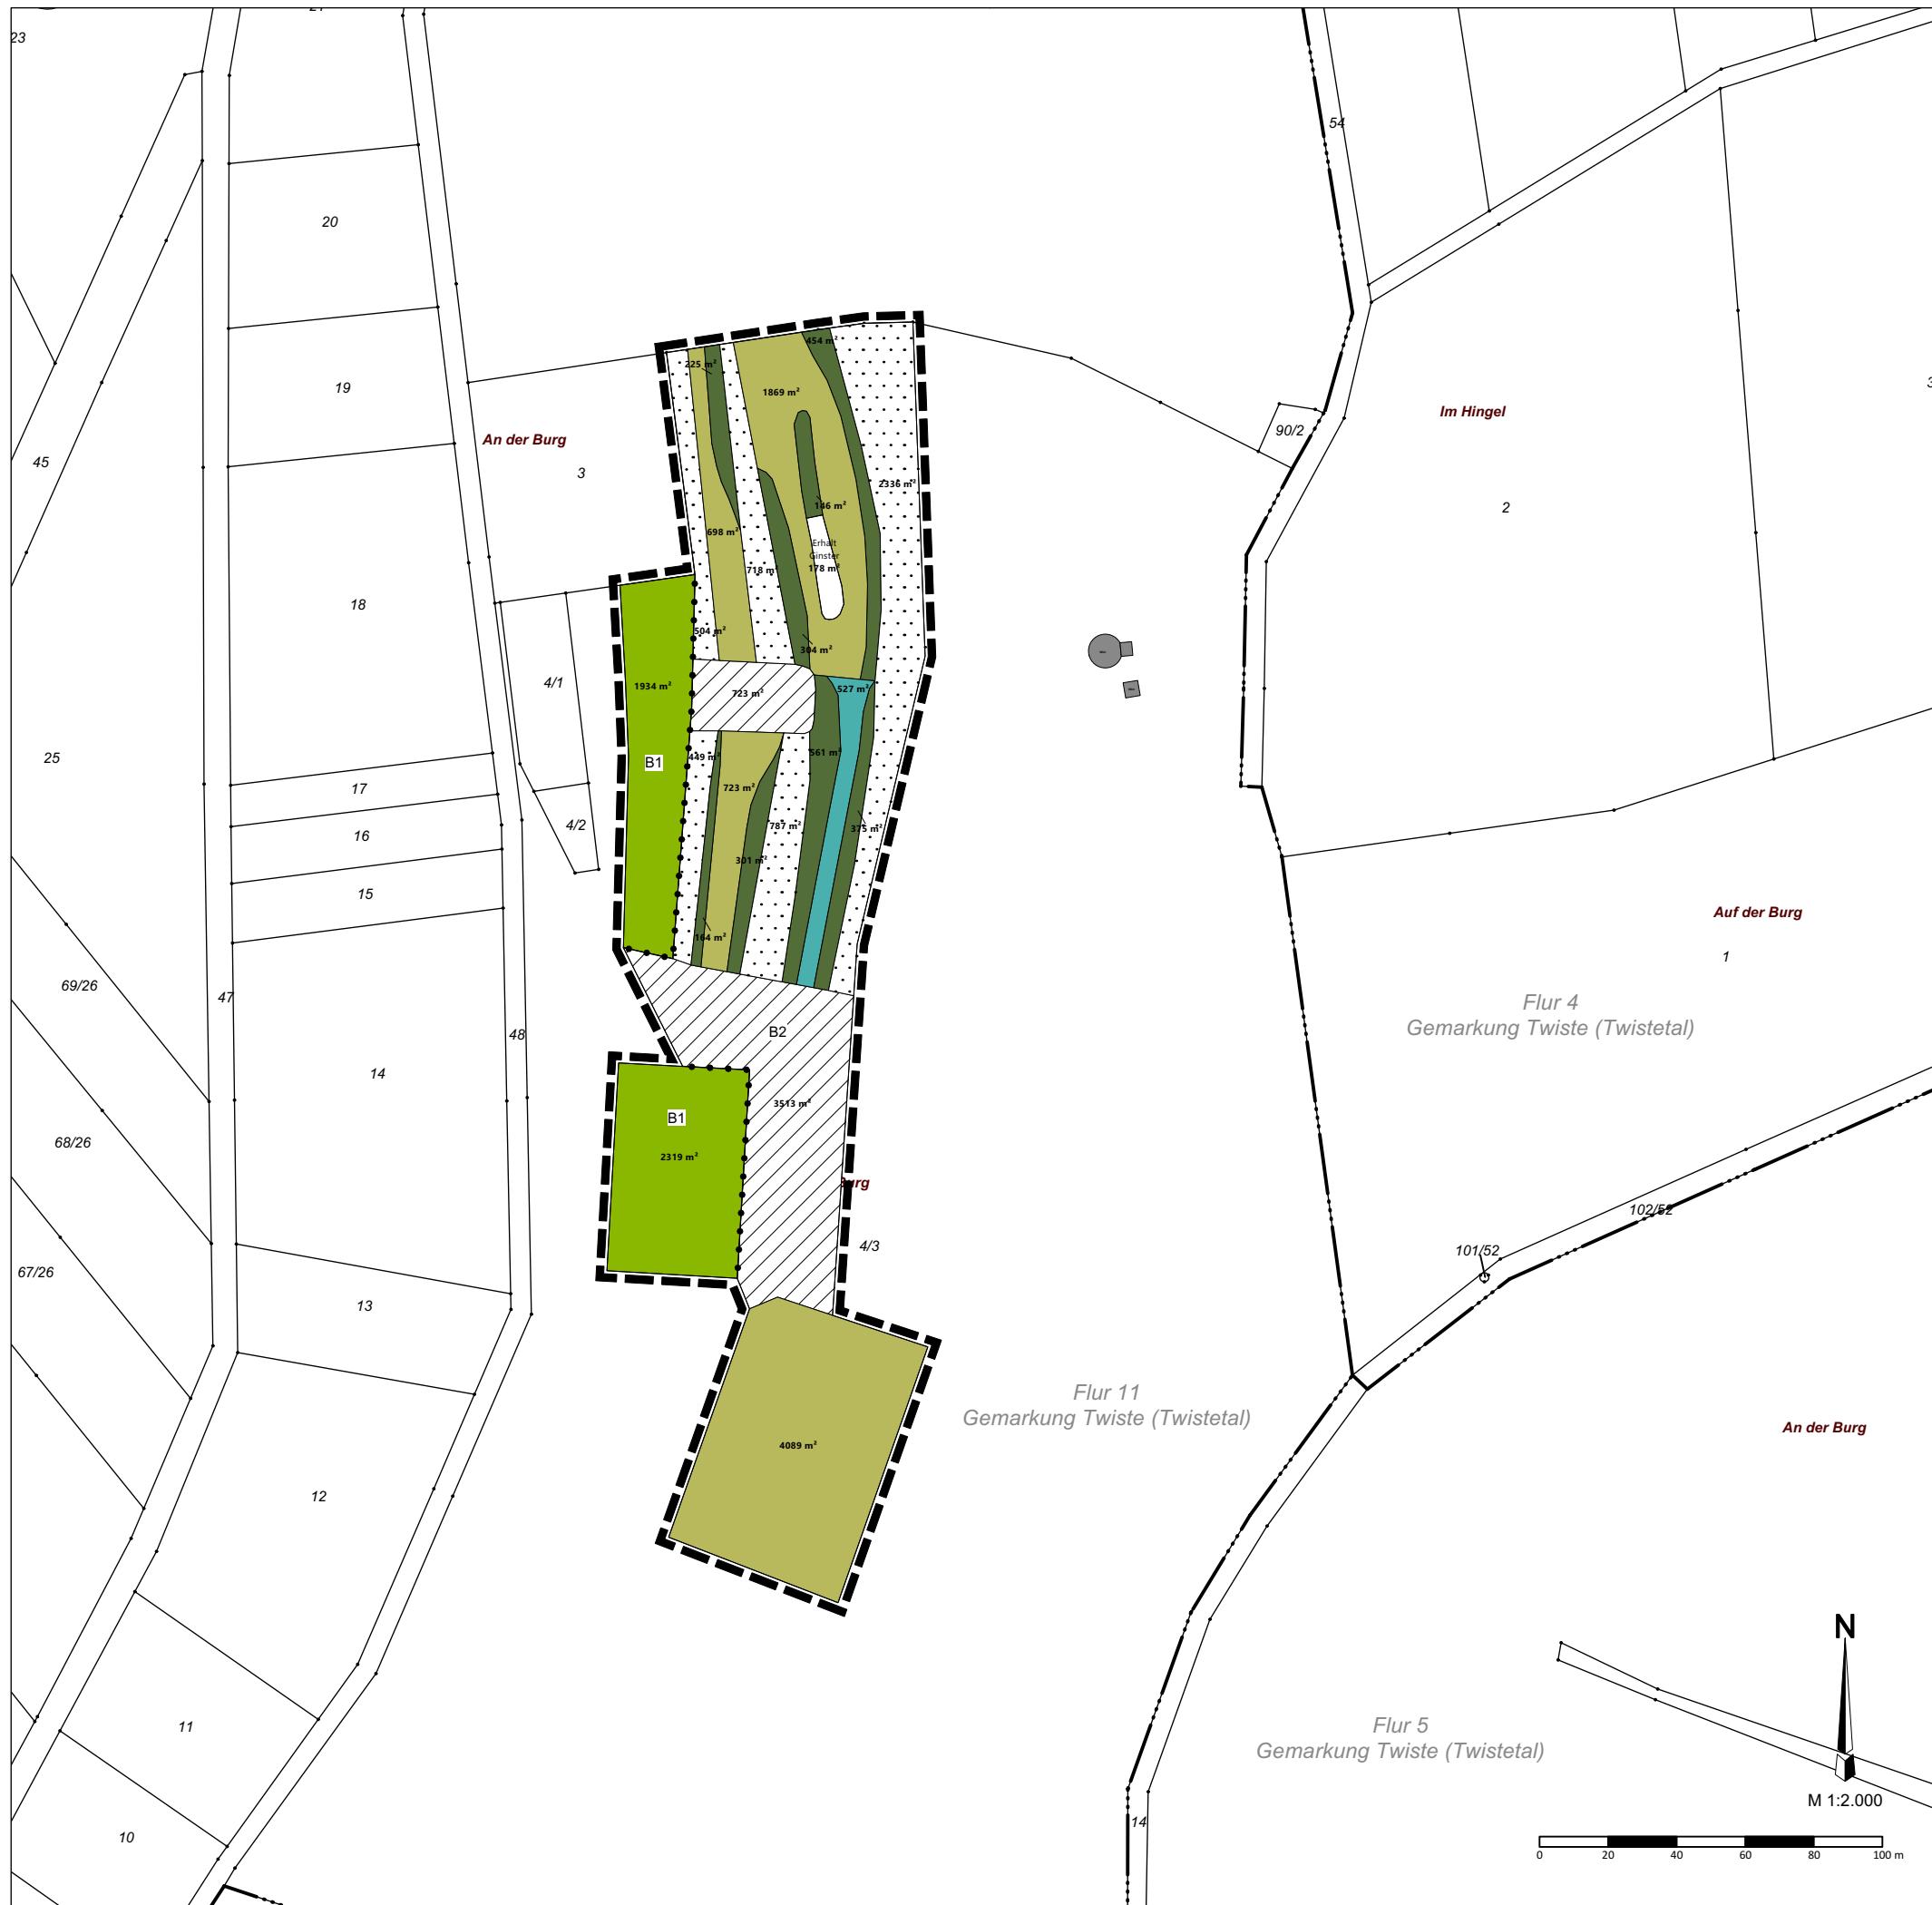 23
54
20
19
An der Burg
3
45
18
4/1
25
17
4/2
16
15
69/26
47
48
14
68/26
67/26
13
12
11
10
454 m²
225 m²
1869 m²
2336 m²
146 m²
698 m²
Erhalt
Ginster
178 m²
718 m²
504 m²
304 m²
1934 m²
723 m²
527 m²
B1
449 m²
561 m²
723 m²
787 m²
375 m²
301 m²
164 m²
B2
3513 m²
B1
2319 m²
4/3
4089 m²
Im Hingel
90/2
2
Auf der Burg
1
Flur 4
Gemarkung Twiste (Twistetal)
102/52
101/52
Flur 11
Gemarkung Twiste (Twistetal)
An der Burg
Flur 5
Gemarkung Twiste (Twistetal)
14
N
M 1:2.000
0 20 40 60 80 100 m